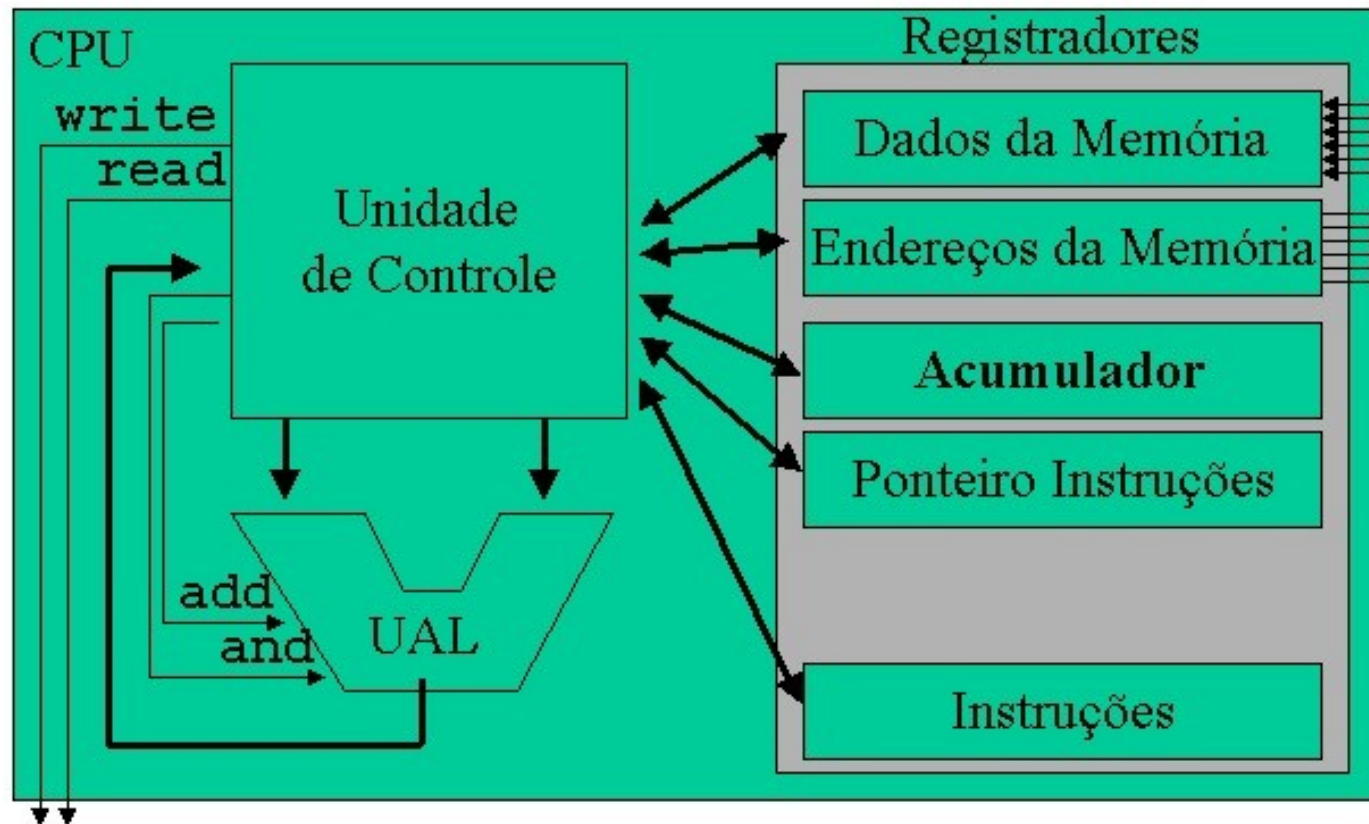 CPU
Registradores
write
read
Unidade
de Controle
Dados da Memória
Endereços da Memória
Acumulador
Ponteiro Instruções
add
and
UAL
Instruções